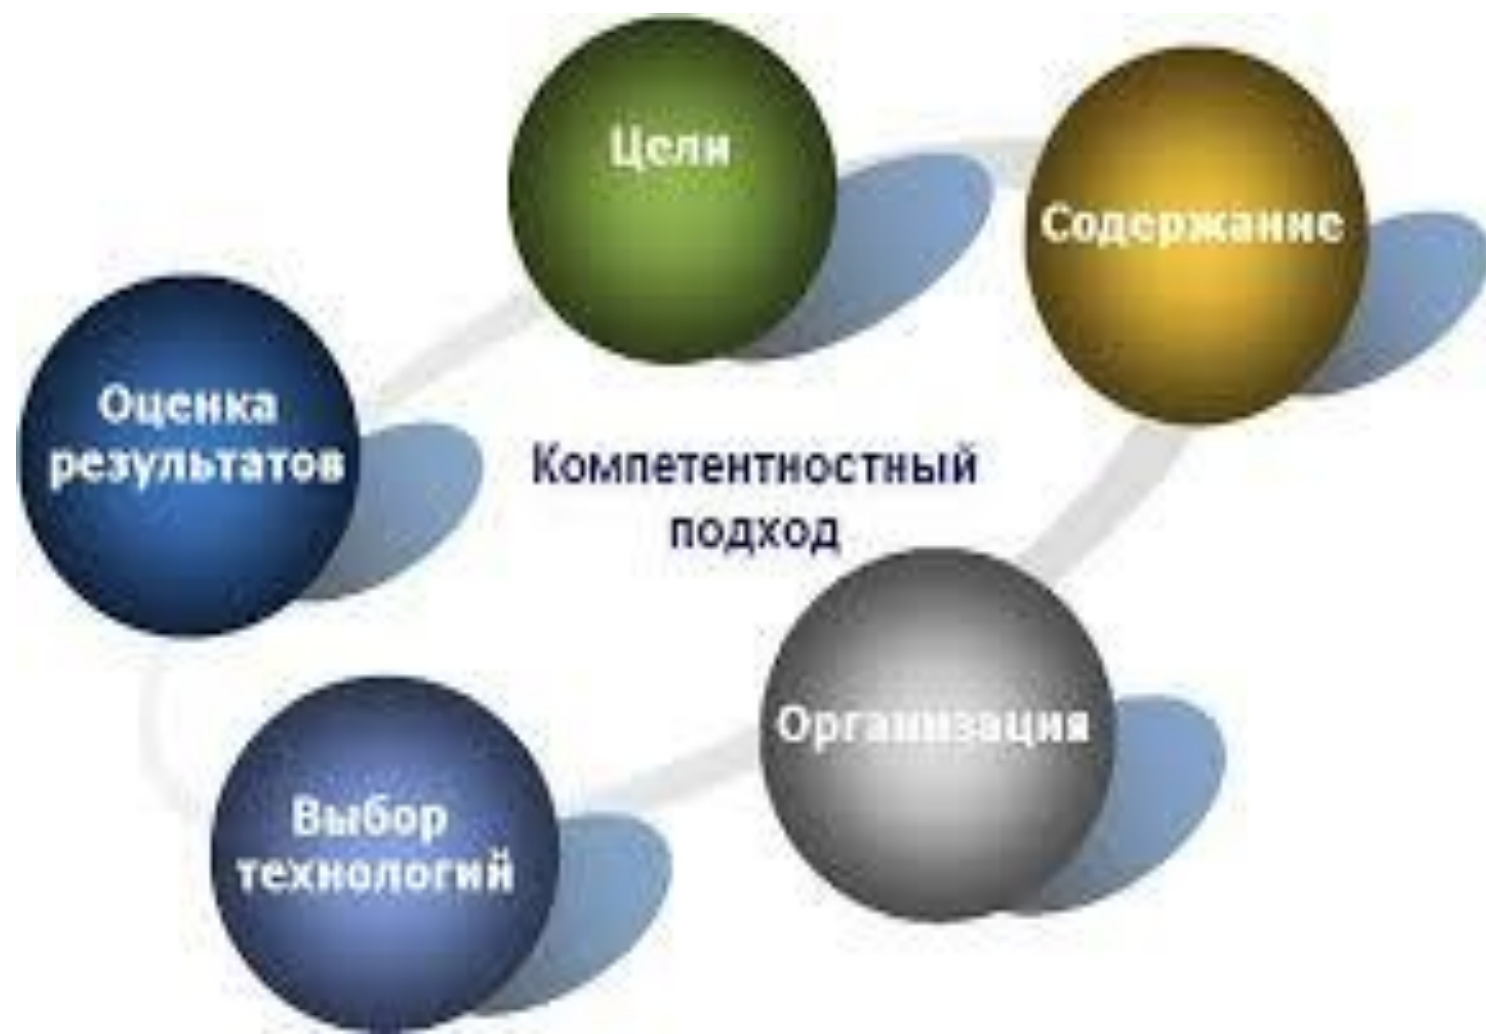 Цели
Содержание
Оценка
результатов
Компетентностный
подход
Организация
Выбор
технологий